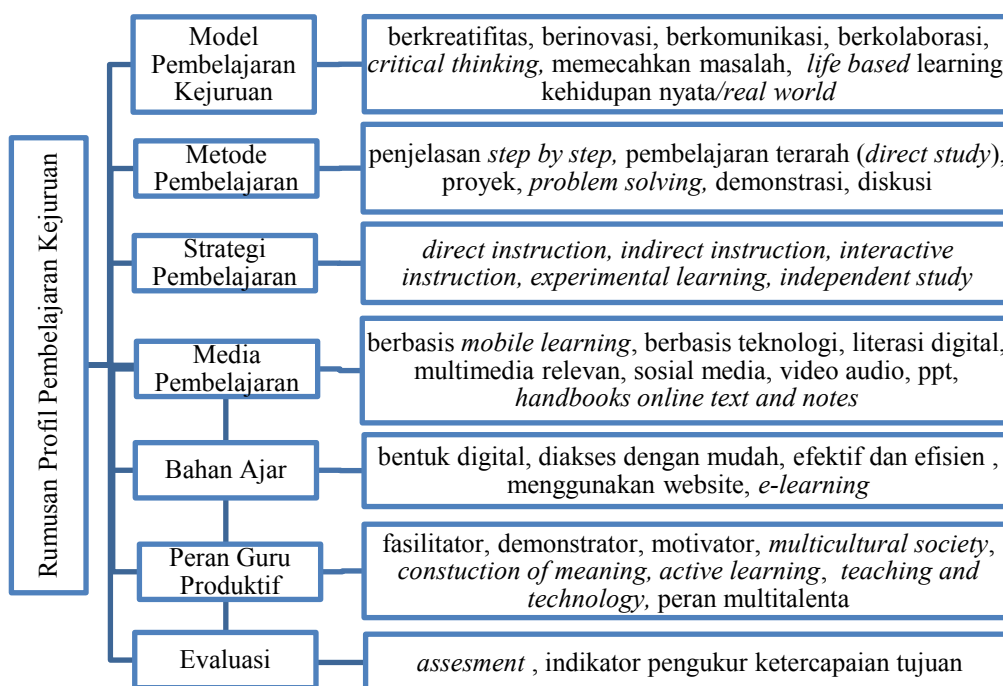 Rumusan Profil Pembelajaran Kejuruan
Model
Pembelajaran
Kejuruan
berkreatifitas, berinovasi, berkomunikasi, berkolaborasi,
critical thinking, memecahkan masalah, life based learning
kehidupan nyata/real world
Metode
Pembelajaran
penjelasan step by step, pembelajaran terarah (direct study),
proyek, problem solving, demonstrasi, diskusi
Strategi
Pembelajaran
direct instruction, indirect instruction, interactive
instruction, experimental learning, independent study
Media
Pembelajaran
berbasis mobile learning, berbasis teknologi, literasi digital,
multimedia relevan, sosial media, video audio, ppt,
handbooks online text and notes
Bahan Ajar
bentuk digital, diakses dengan mudah, efektif dan efisien ,
menggunakan website, e-learning
Peran Guru
Produktif
fasilitator, demonstrator, motivator, multicultural society,
constuction of meaning, active learning, teaching and
technology, peran multitalenta
Evaluasi
assesment , indikator pengukur ketercapaian tujuan